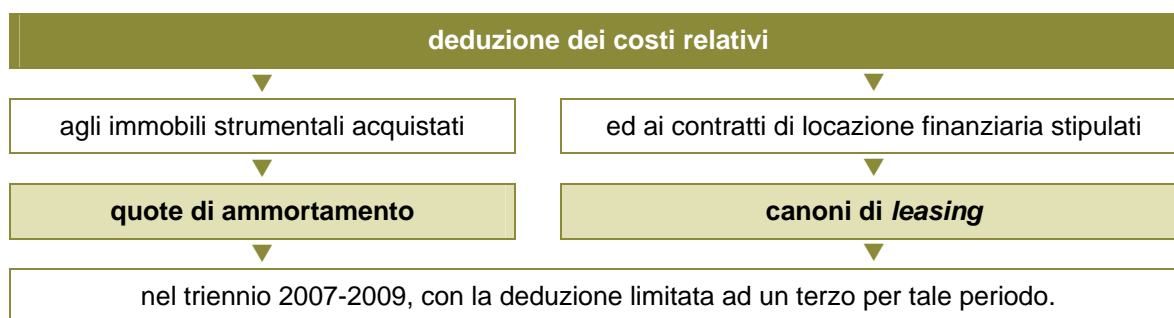 deduzione dei costi relativi
agli immobili strumentali acquistati
ed ai contratti di locazione finanziaria stipulati
quote di ammortamento
canoni di leasing
nel triennio 2007-2009, con la deduzione limitata ad un terzo per tale periodo.